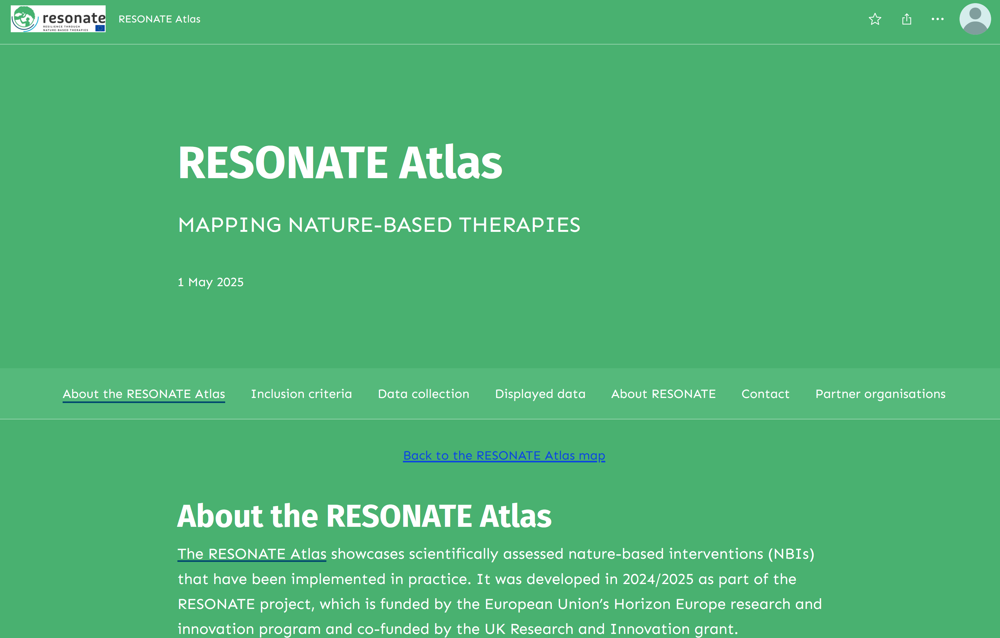 resonate
RESILIENCE THROUGH
NATURE-BASED THERAPIES
RESONATE Atlas
RESONATE Atlas
MAPPING NATURE-BASED THERAPIES
1 May 2025
About the RESONATE Atlas
Inclusion criteria
Data collection
Displayed data
About RESONATE
Contact
Partner organisations
Back to the RESONATE Atlas map
About the RESONATE Atlas
The RESONATE Atlas showcases scientifically assessed nature-based interventions (NBIs)
that have been implemented in practice. It was developed in 2024/2025 as part of the
RESONATE project, which is funded by the European Union’s Horizon Europe research and
innovation program and co-funded by the UK Research and Innovation grant.